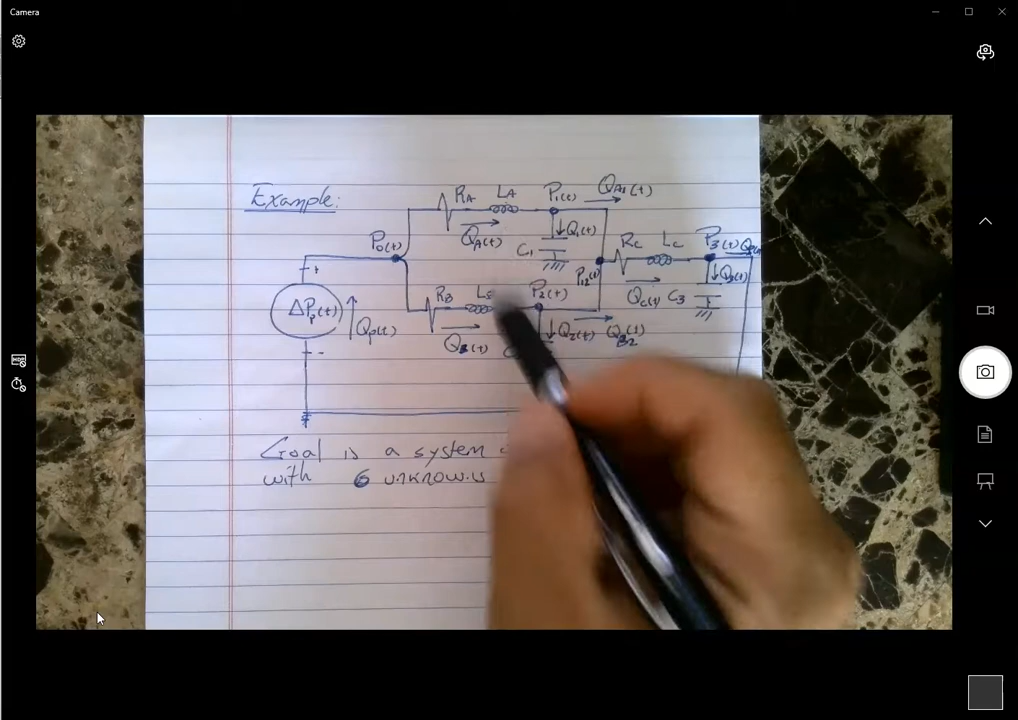 Camera
Example:
RA LA P1(t) QA1(t)
P0(t) QA(t) C1 Q1(t) RC LC P3(t)
P12(t) QC(t) C3 Q3(t)
+ ΔPp(t) Qp(t)
RB P2(t)
QB(t) Q2(t) QB2(t)
-
Goal is a system
with 6 unknowns